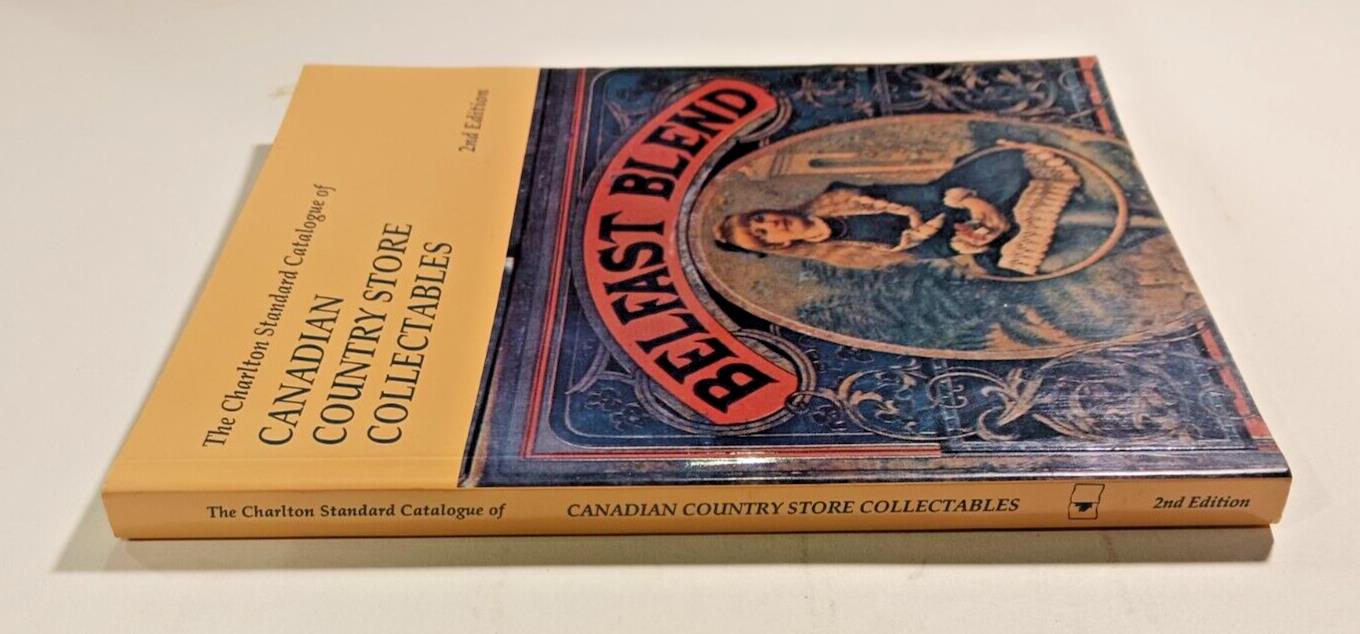 The Charlton Standard Catalogue of
CANADIAN
COUNTRY STORE
COLLECTABLES
2nd Edition
BELFAST BLEND
The Charlton Standard Catalogue of CANADIAN COUNTRY STORE COLLECTABLES 2nd Edition